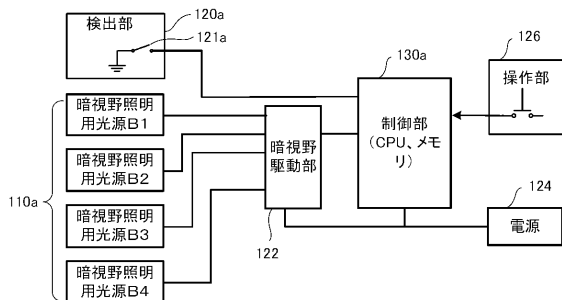 検出部
120a
121a
130a
126
操作部
暗視野照明
用光源B1
暗視野照明
用光源B2
暗視野照明
用光源B3
暗視野照明
用光源B4
110a
暗視野
駆動部
122
制御部
(CPU、メモ
リ)
124
電源